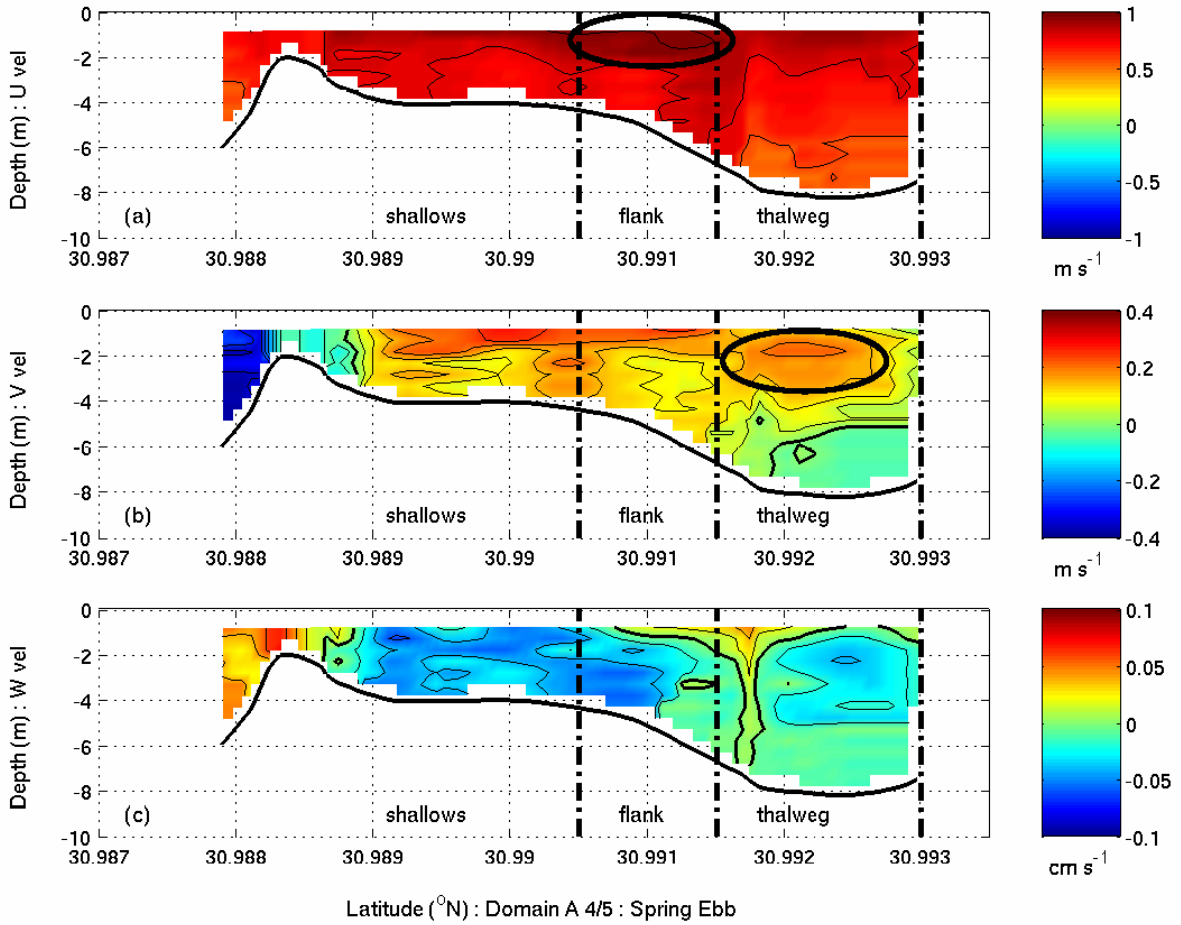 0
-2
-4
-6
-8
-10
Depth (m) : U vel
(a)
shallows
flank
thalweg
30.987
30.988
30.989
30.99
30.991
30.992
30.993
1
0.5
0
-0.5
-1
m s⁻¹
0
-2
-4
-6
-8
-10
Depth (m) : V vel
(b)
shallows
flank
thalweg
30.987
30.988
30.989
30.99
30.991
30.992
30.993
0.4
0.2
0
-0.2
-0.4
m s⁻¹
0
-2
-4
-6
-8
-10
Depth (m) : W vel
(c)
shallows
flank
thalweg
30.987
30.988
30.989
30.99
30.991
30.992
30.993
0.1
0.05
0
-0.05
-0.1
cm s⁻¹
Latitude (⁰N) : Domain A 4/5 : Spring Ebb